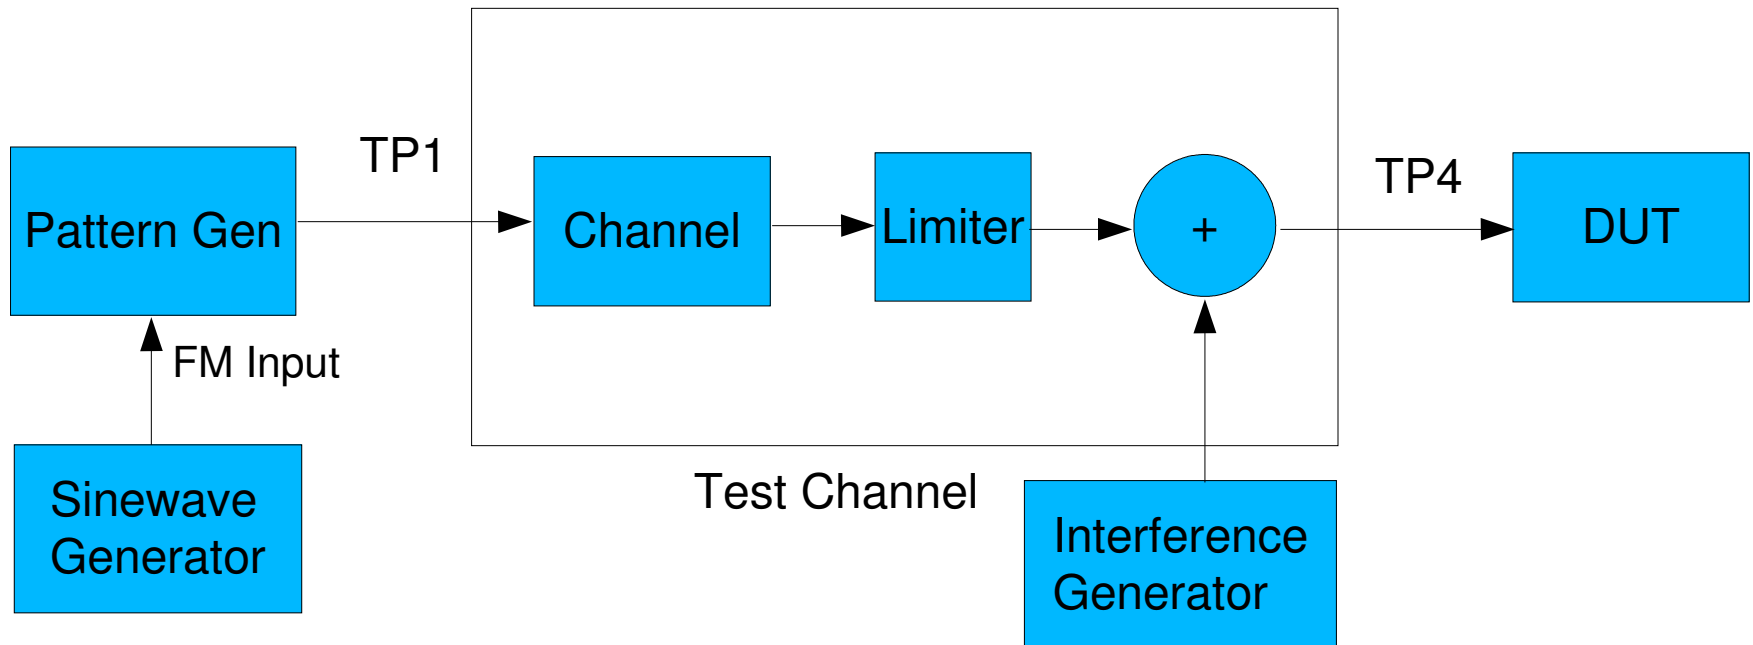 TP1
TP4
Pattern Gen
Channel
Limiter
+
DUT
FM Input
Sinewave
Generator
Test Channel
Interference
Generator